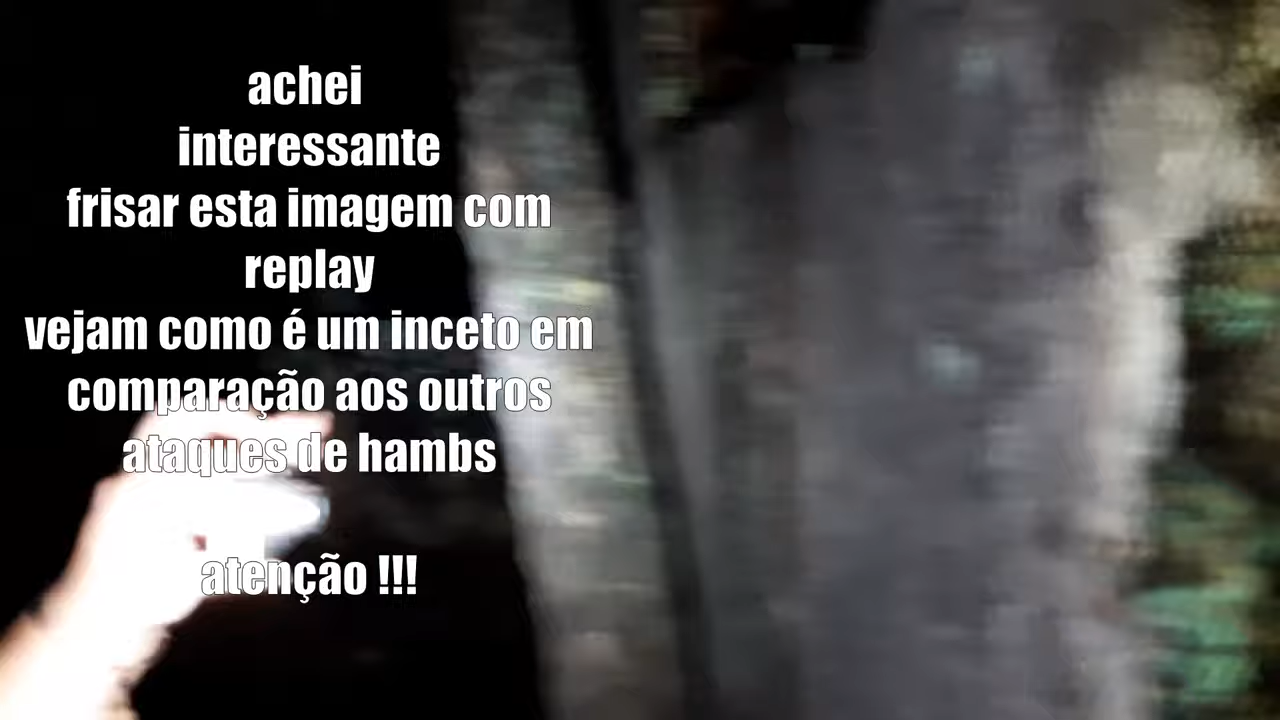 achei
interessante
frisar esta imagem com
replay
vejam como é um inceto em
comparação aos outros
ataques de hambs
atenção !!!